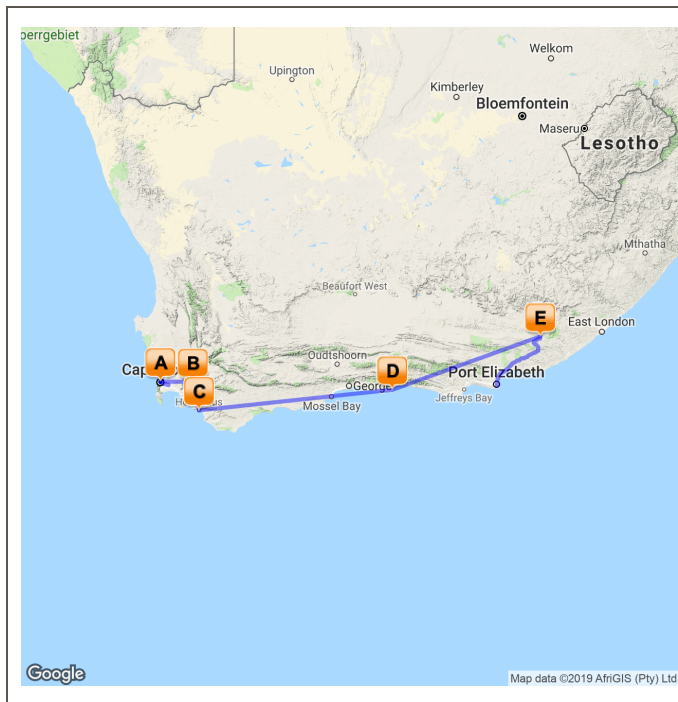 oerrgebiet
Welkom
Upington
Kimberley
Bloemfontein
Maseru
Lesotho
Mthatha
Beaufort West
E
East London
A
B
Oudtshoorn
D
Cap
C
George
Port Elizabeth
Mossel Bay
Jeffreys Bay
Google
Map data ©2019 AfriGIS (Pty) Ltd